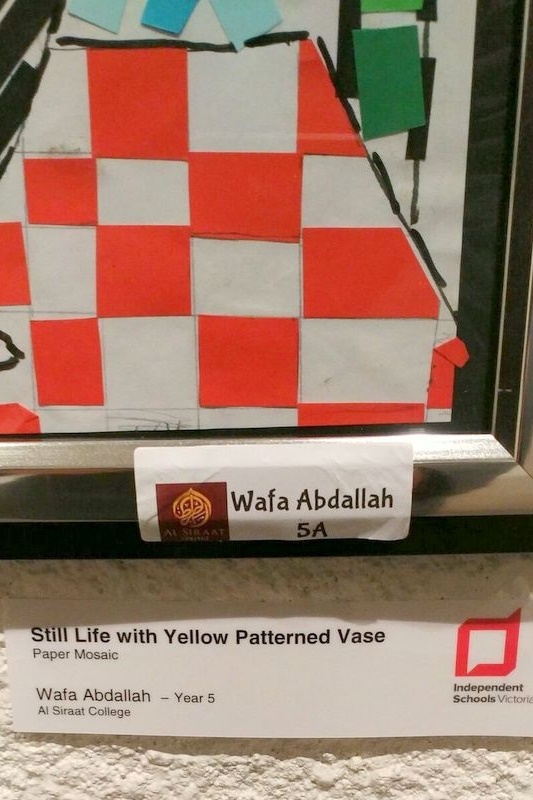 Wafa Abdallah
5A
AL SIRAAT
COLLEGE
Still Life with Yellow Patterned Vase
Paper Mosaic
Wafa Abdallah – Year 5
Al Siraat College
Independent
Schools Victoria